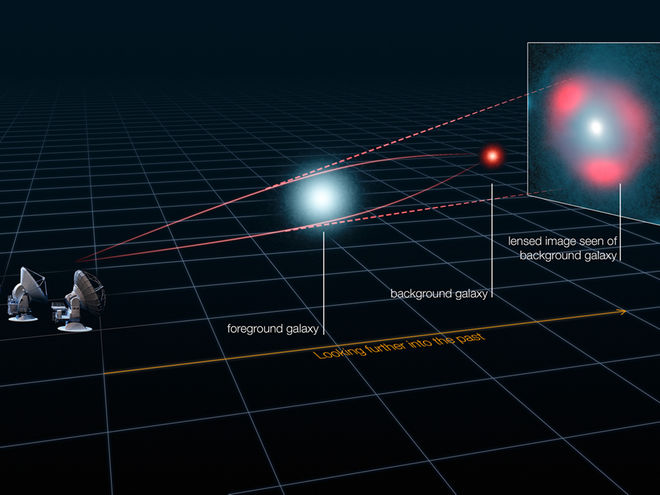 lensed image seen of
background galaxy
background galaxy
foreground galaxy
Looking further into the past